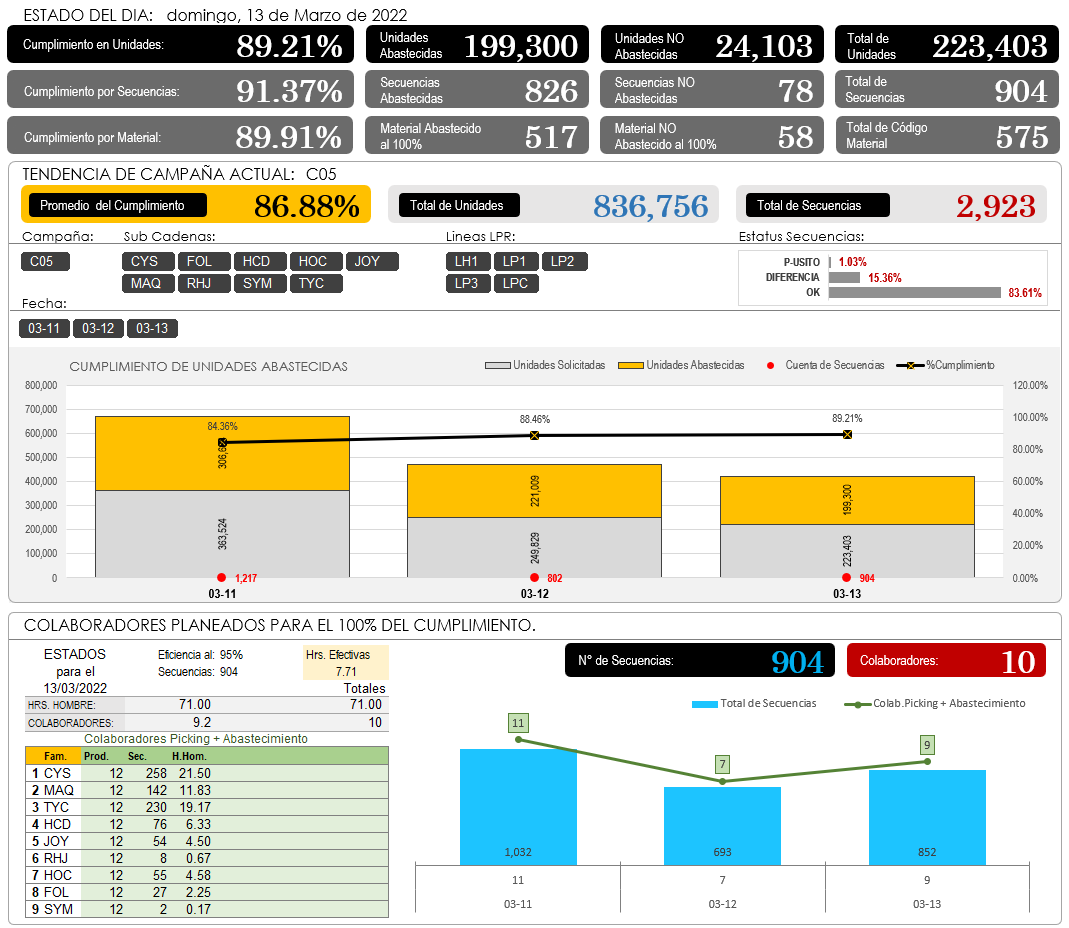 ESTADO DEL DIA: domingo, 13 de Marzo de 2022
Cumplimiento en Unidades: 89.21% Unidades Abastecidas 199,300 Unidades NO Abastecidas 24,103 Total de Unidades 223,403
Cumplimiento por Secuencias: 91.37% Secuencias Abastecidas 826 Secuencias NO Abastecidas 78 Total de Secuencias 904
Cumplimiento por Material: 89.91% Material Abastecido al 100% 517 Material NO Abastecido al 100% 58 Total de Código Material 575
TENDENCIA DE CAMPAÑA ACTUAL: C05
Promedio del Cumplimiento 86.88% Total de Unidades 836,756 Total de Secuencias 2,923
Campaña: Sub Cadenas: Lineas LPR: Estatus Secuencias:
C05 CYS FOL HCD HOC JOY LH1 LP1 LP2
MAQ RHJ SYM TYC LP3 LPC
P-USITO 1.03%
DIFERENCIA 15.36%
OK 83.61%
Fecha:
03-11 03-12 03-13
CUMPLIMIENTO DE UNIDADES ABASTECIDAS
Unidades Solicitadas Unidades Abastecidas Cuenta de Secuencias %Cumplimiento
800,000 120.00%
700,000
600,000 100.00%
500,000 80.00%
400,000 60.00%
300,000 40.00%
200,000
100,000 20.00%
0 0.00%
84.36% 88.46% 89.21%
221,009 199,300
363,524 249,829 223,403
1,217 802 904
03-11 03-12 03-13
COLABORADORES PLANEADOS PARA EL 100% DEL CUMPLIMIENTO.
ESTADOS Eficiencia al: 95% Hrs. Efectivas
para el Secuencias: 904 7.71
13/03/2022 Totales
HRS. HOMBRE: 71.00 71.00
COLABORADORES: 9.2 10
Colaboradores Picking + Abastecimiento
Fam. Prod. Sec. H.Hom.
1 CYS 12 258 21.50
2 MAQ 12 142 11.83
3 TYC 12 230 19.17
4 HCD 12 76 6.33
5 JOY 12 54 4.50
6 RHJ 12 8 0.67
7 HOC 12 55 4.58
8 FOL 12 27 2.25
9 SYM 12 2 0.17
N° de Secuencias: 904 Colaboradores: 10
Total de Secuencias Colab.Picking + Abastecimiento
11 7 9
1,032 693 852
11 7 9
03-11 03-12 03-13